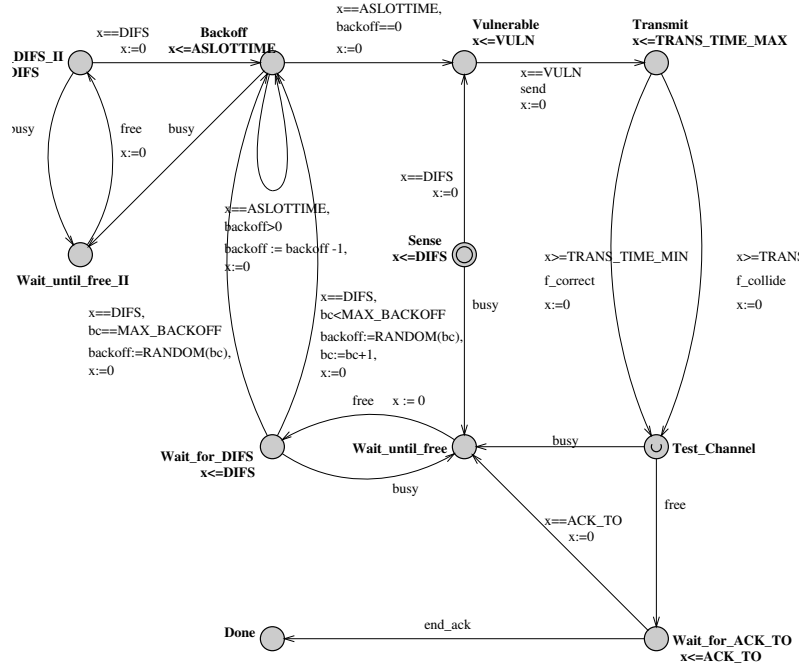 x==ASLOTTIME,
backoff==0
x:=0
Backoff
x<=ASLOTTIME
Vulnerable
x<=VULN
Transmit
x<=TRANS_TIME_MAX
x==DIFS
x:=0
DIFS_II
DIFS
x==VULN
send
x:=0
busy
free
x:=0
busy
x==DIFS
x:=0
x==ASLOTTIME,
backoff>0
backoff := backoff -1,
x:=0
Sense
x<=DIFS
x>=TRANS_TIME_MIN
f_correct
x:=0
x>=TRANS
f_collide
x:=0
Wait_until_free_II
x==DIFS,
bc==MAX_BACKOFF
backoff:=RANDOM(bc),
x:=0
x==DIFS,
bc<MAX_BACKOFF
backoff:=RANDOM(bc),
bc:=bc+1,
x:=0
busy
free x := 0
Wait_for_DIFS
x<=DIFS
Wait_until_free
busy
Test_Channel
busy
free
x==ACK_TO
x:=0
Done
end_ack
Wait_for_ACK_TO
x<=ACK_TO